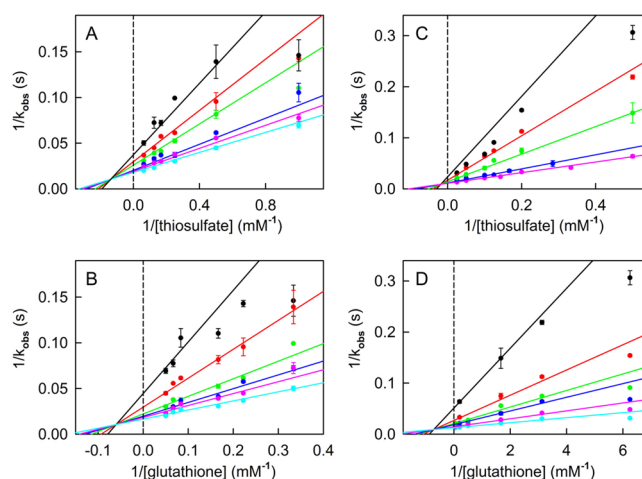 A
0.15
0.10
0.05
0.00
1/k_obs (s)
0.0 0.4 0.8
1/[thiosulfate] (mM⁻¹)
C
0.3
0.2
0.1
0.0
1/k_obs (s)
0.0 0.2 0.4
1/[thiosulfate] (mM⁻¹)
B
0.15
0.10
0.05
0.00
1/k_obs (s)
-0.1 0.0 0.1 0.2 0.3 0.4
1/[glutathione] (mM⁻¹)
D
0.3
0.2
0.1
0.0
1/k_obs (s)
0 2 4 6
1/[glutathione] (mM⁻¹)